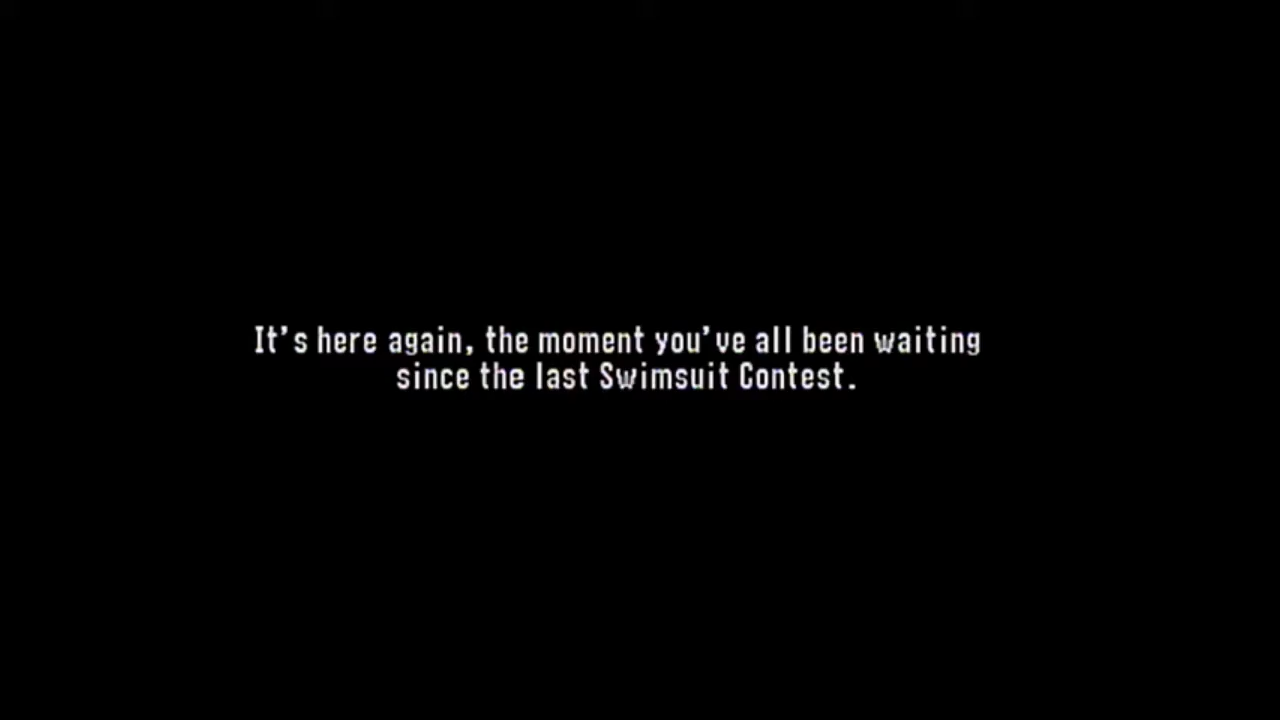 It's here again, the moment you've all been waiting
since the last Swimsuit Contest.